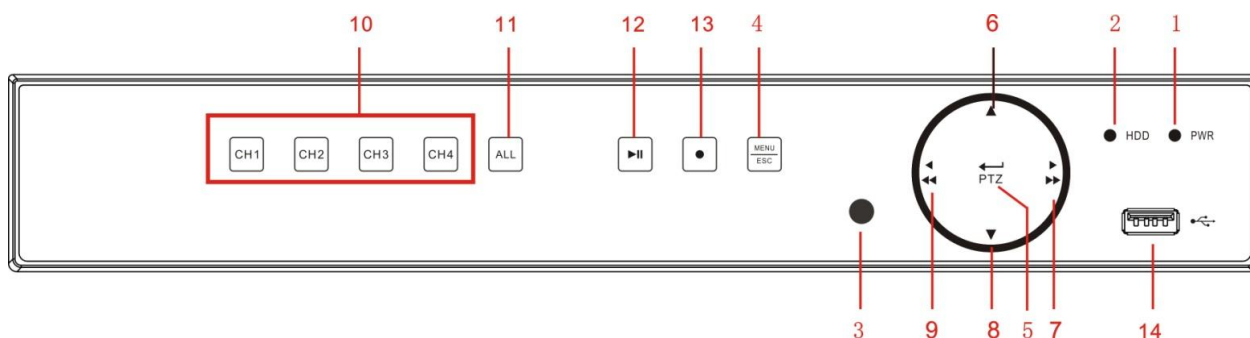 10 11 12 13 4 6 2 1
CH1 CH2 CH3 CH4 ALL MENU HDD PWR
ESC
PTZ
3 9 8 5 7 14